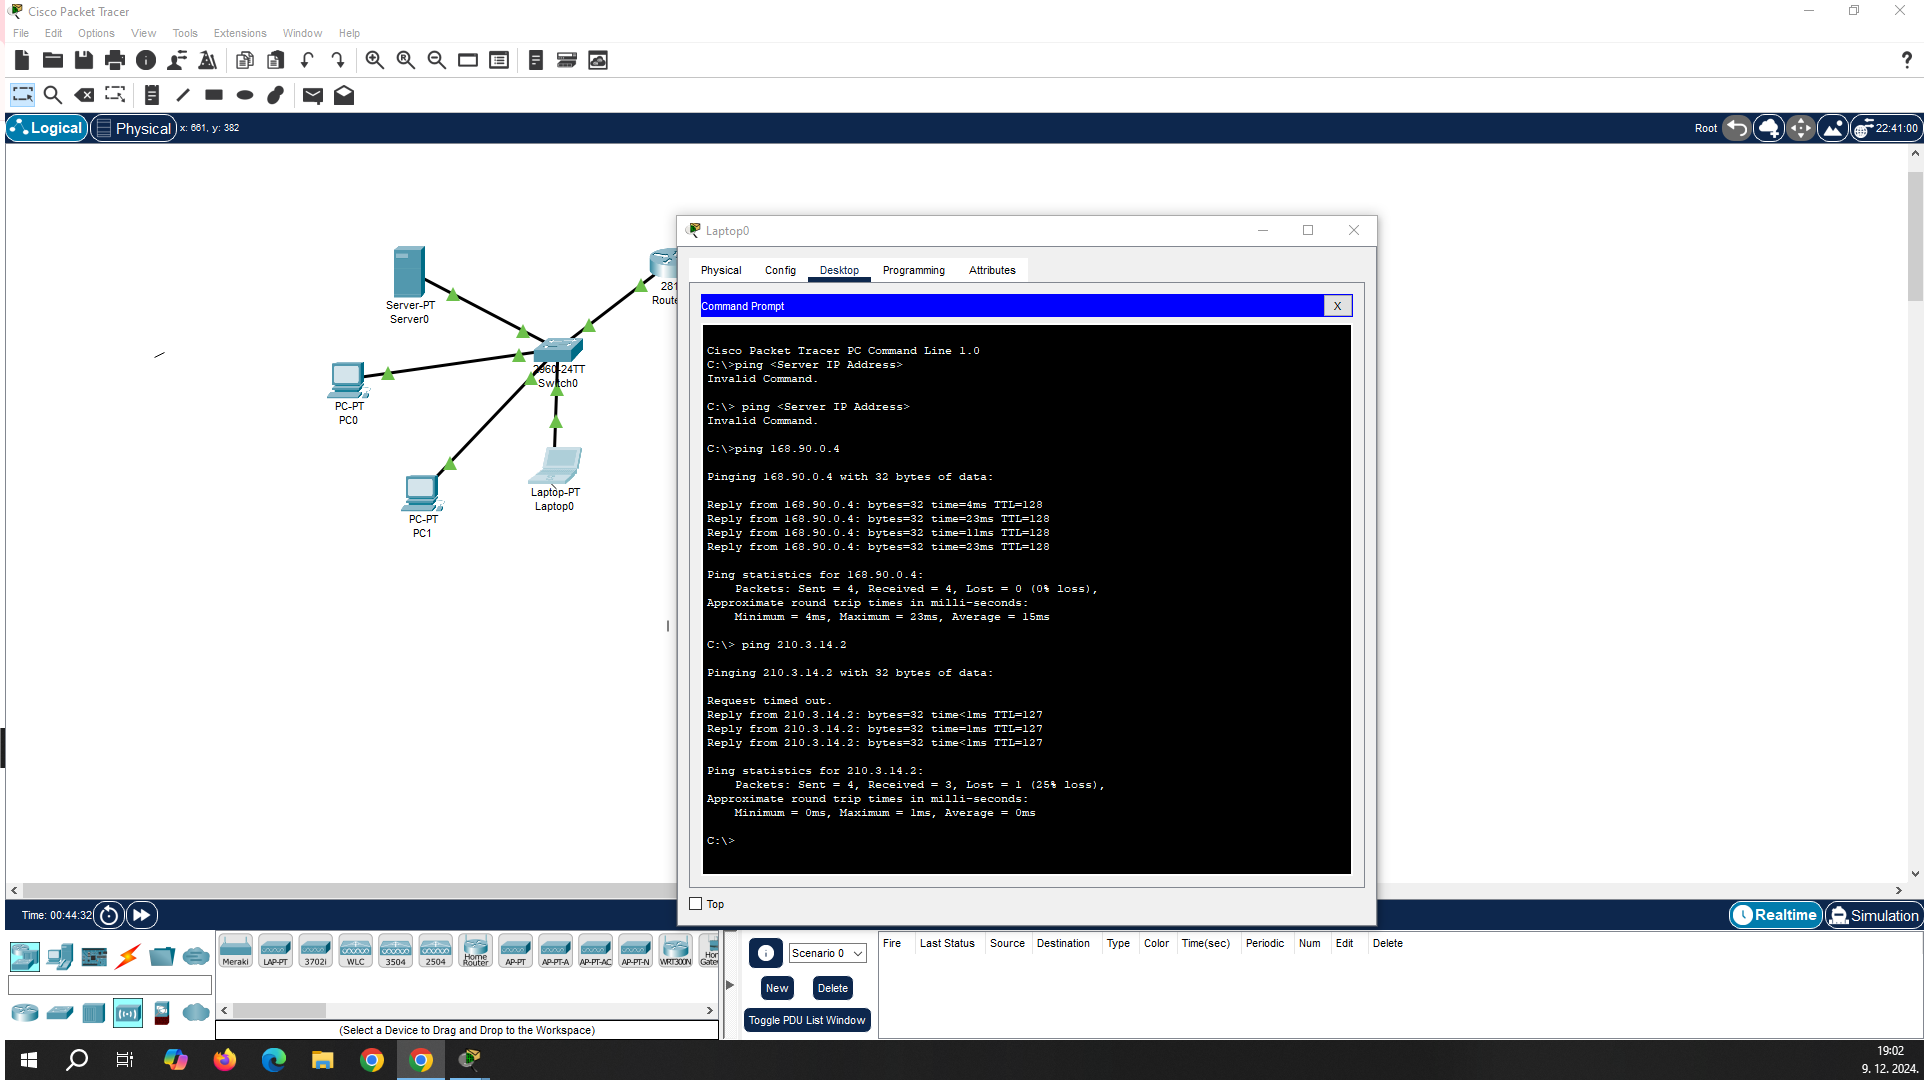 Cisco Packet Tracer
File Edit Options View Tools Extensions Window Help
?
Logical Physical x: 661, y: 382 Root 22:41:00
Server-PT
Server0
281
Route
2960-24TT
Switch0
PC-PT
PC0
Laptop-PT
Laptop0
PC-PT
PC1
Laptop0
Physical Config Desktop Programming Attributes
Command Prompt X
Cisco Packet Tracer PC Command Line 1.0
C:\>ping <Server IP Address>
Invalid Command.
C:\> ping <Server IP Address>
Invalid Command.
C:\>ping 168.90.0.4
Pinging 168.90.0.4 with 32 bytes of data:
Reply from 168.90.0.4: bytes=32 time=4ms TTL=128
Reply from 168.90.0.4: bytes=32 time=23ms TTL=128
Reply from 168.90.0.4: bytes=32 time=11ms TTL=128
Reply from 168.90.0.4: bytes=32 time=23ms TTL=128
Ping statistics for 168.90.0.4:
Packets: Sent = 4, Received = 4, Lost = 0 (0% loss),
Approximate round trip times in milli-seconds:
Minimum = 4ms, Maximum = 23ms, Average = 15ms
C:\> ping 210.3.14.2
Pinging 210.3.14.2 with 32 bytes of data:
Request timed out.
Reply from 210.3.14.2: bytes=32 time<1ms TTL=127
Reply from 210.3.14.2: bytes=32 time=1ms TTL=127
Reply from 210.3.14.2: bytes=32 time<1ms TTL=127
Ping statistics for 210.3.14.2:
Packets: Sent = 4, Received = 3, Lost = 1 (25% loss),
Approximate round trip times in milli-seconds:
Minimum = 0ms, Maximum = 1ms, Average = 0ms
C:\>
Top
Time: 00:44:32 Realtime Simulation
Meraki LAP-PT 3702i WLC 3504 2504 Home Router AP-PT AP-PT-A AP-PT-AC AP-PT-N WRT300N Hom Gatew
(Select a Device to Drag and Drop to the Workspace)
Scenario 0
New Delete
Toggle PDU List Window
Fire Last Status Source Destination Type Color Time(sec) Periodic Num Edit Delete
19:02
9. 12. 2024.